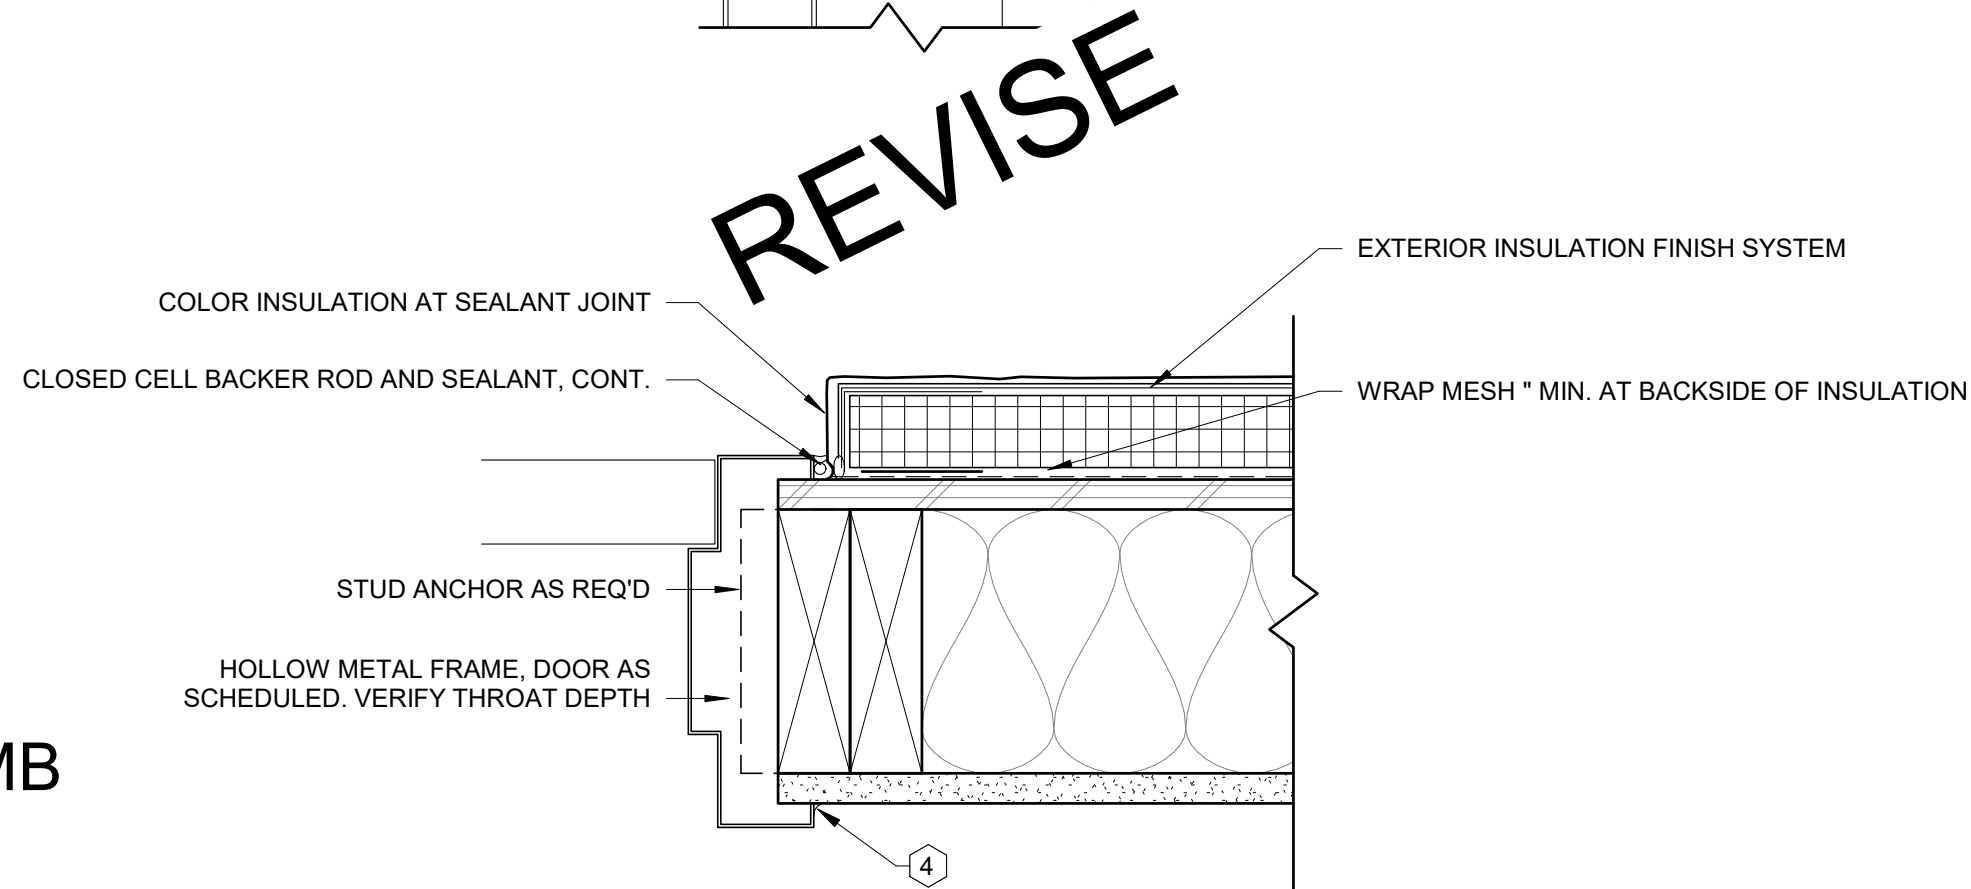 REVISE
EXTERIOR INSULATION FINISH SYSTEM
COLOR INSULATION AT SEALANT JOINT
CLOSED CELL BACKER ROD AND SEALANT, CONT.
WRAP MESH " MIN. AT BACKSIDE OF INSULATION
STUD ANCHOR AS REQ'D
HOLLOW METAL FRAME, DOOR AS
SCHEDULED. VERIFY THROAT DEPTH
MB
4